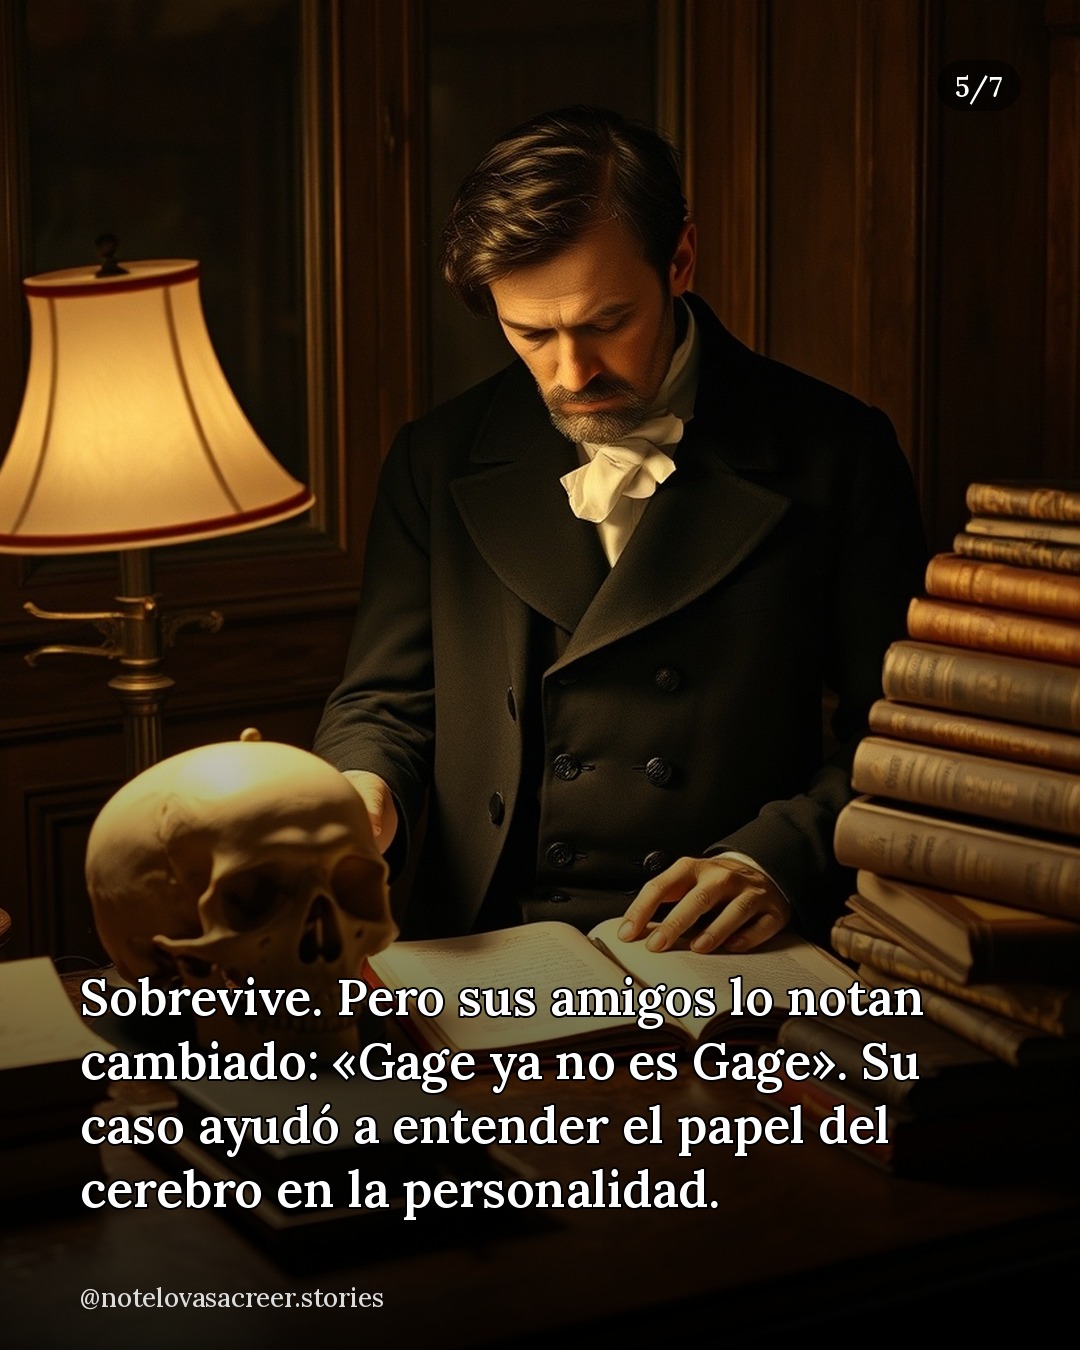 5/7
Sobrevive. Pero sus amigos lo notan
cambiado: «Gage ya no es Gage». Su
caso ayudó a entender el papel del
cerebro en la personalidad.
@notelovasacreer.stories